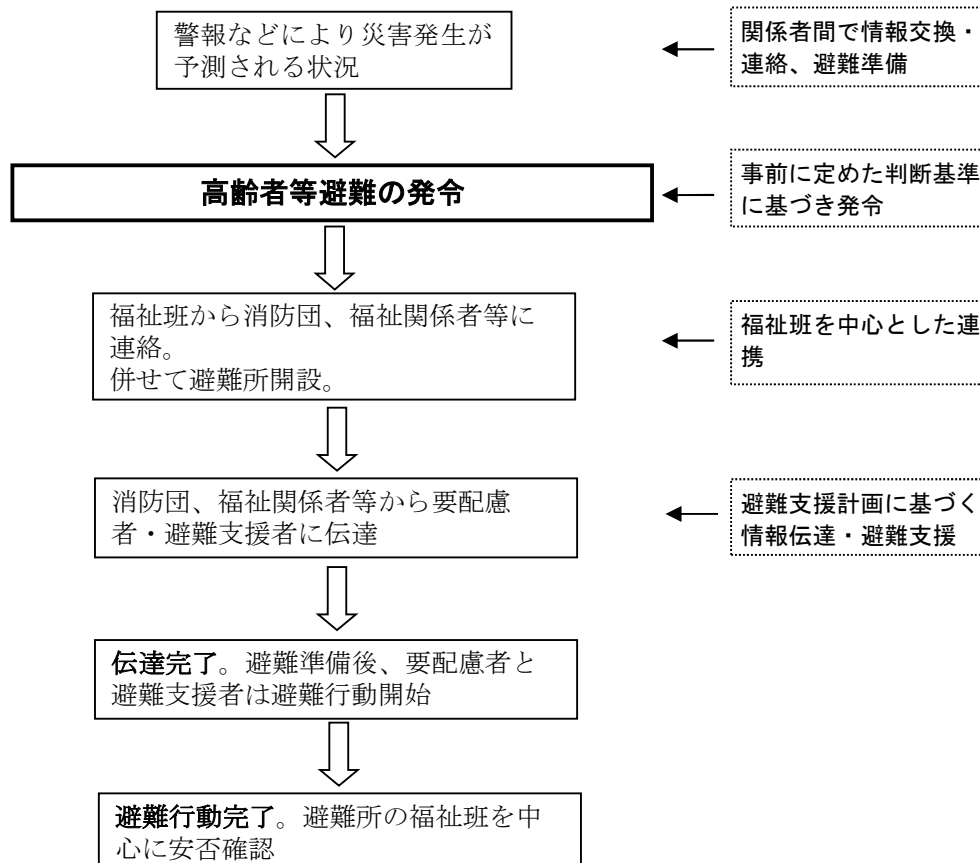 警報などにより災害発生が
予測される状況
関係者間で情報交換・
連絡、避難準備
高齢者等避難の発令
事前に定めた判断基準
に基づき発令
福祉班から消防団、福祉関係者等に
連絡。
併せて避難所開設。
福祉班を中心とした連
携
消防団、福祉関係者等から要配慮
者・避難支援者に伝達
避難支援計画に基づく
情報伝達・避難支援
伝達完了。避難準備後、要配慮者と
避難支援者は避難行動開始
避難行動完了。避難所の福祉班を中
心に安否確認